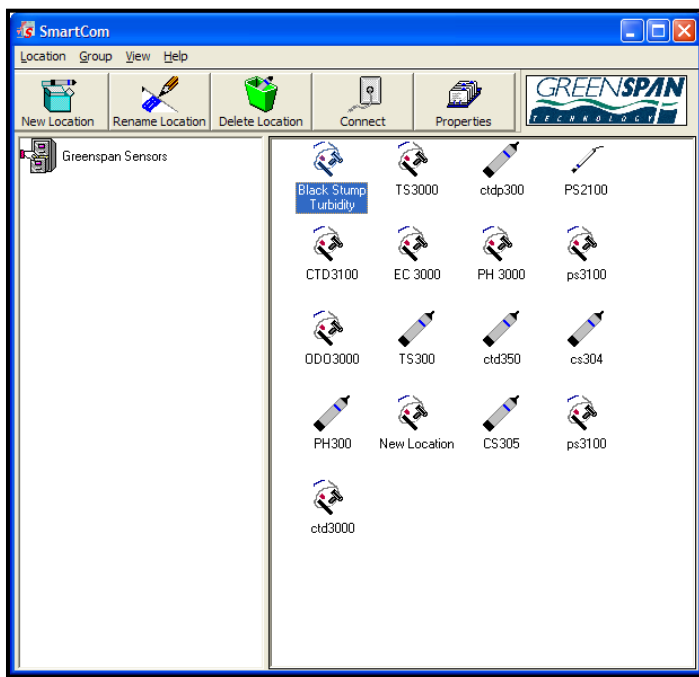 SmartCom
Location Group View Help
New Location Rename Location Delete Location Connect Properties
GREENSPAN
TECHNOLOGY
Greenspan Sensors
Black Stump
Turbidity
TS3000 ctdp300 PS2100
CTD3100 EC 3000 PH 3000 ps3100
ODO3000 TS300 ctd350 cs304
PH300 New Location CS305 ps3100
ctd3000